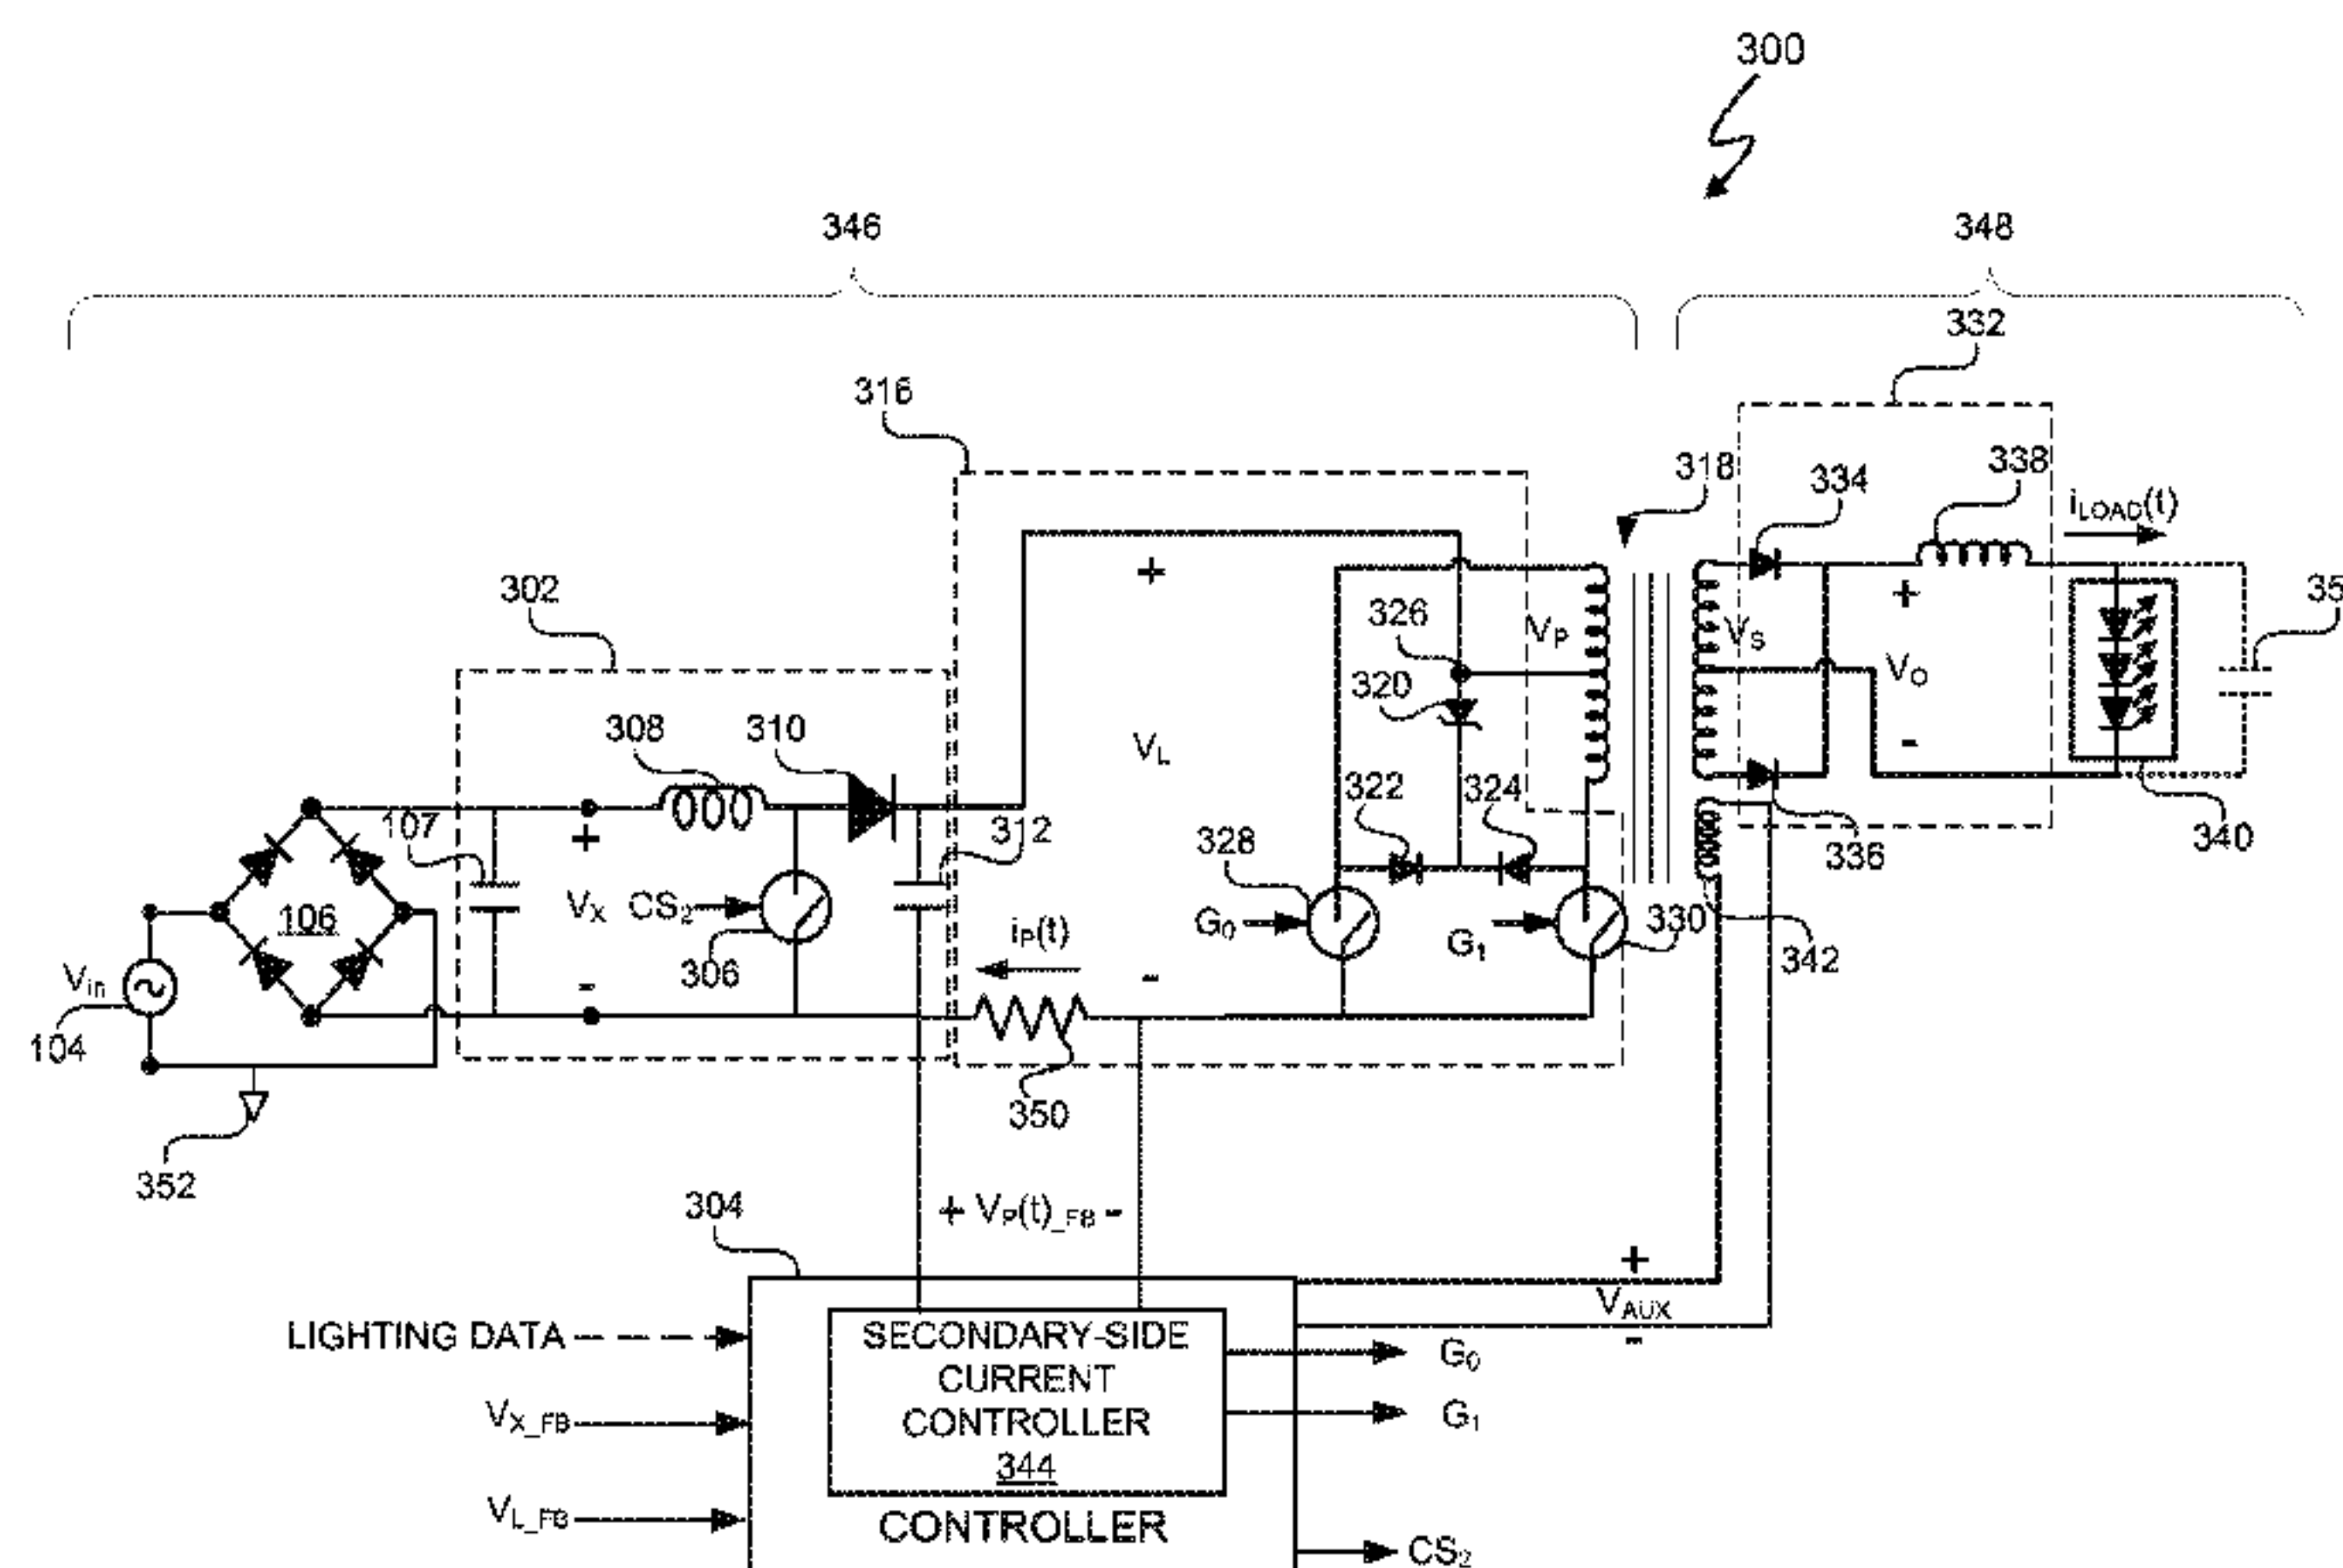 300
346
348
332
316
318
338
334
iLOAD(t)
302
+
VP
326
VS
+
35
320
VO
308
310
VL
-
322
324
107
312
340
+
328
336
106
VX
CS2
G0
G1
330
iP(t)
342
Vin
306
-
-
104
350
352
304
+ VP(t)_FB -
+
VAUX
-
LIGHTING DATA
SECONDARY-SIDE
CURRENT
CONTROLLER
344
G0
VX_FB
G1
VL_FB
CONTROLLER
CS2